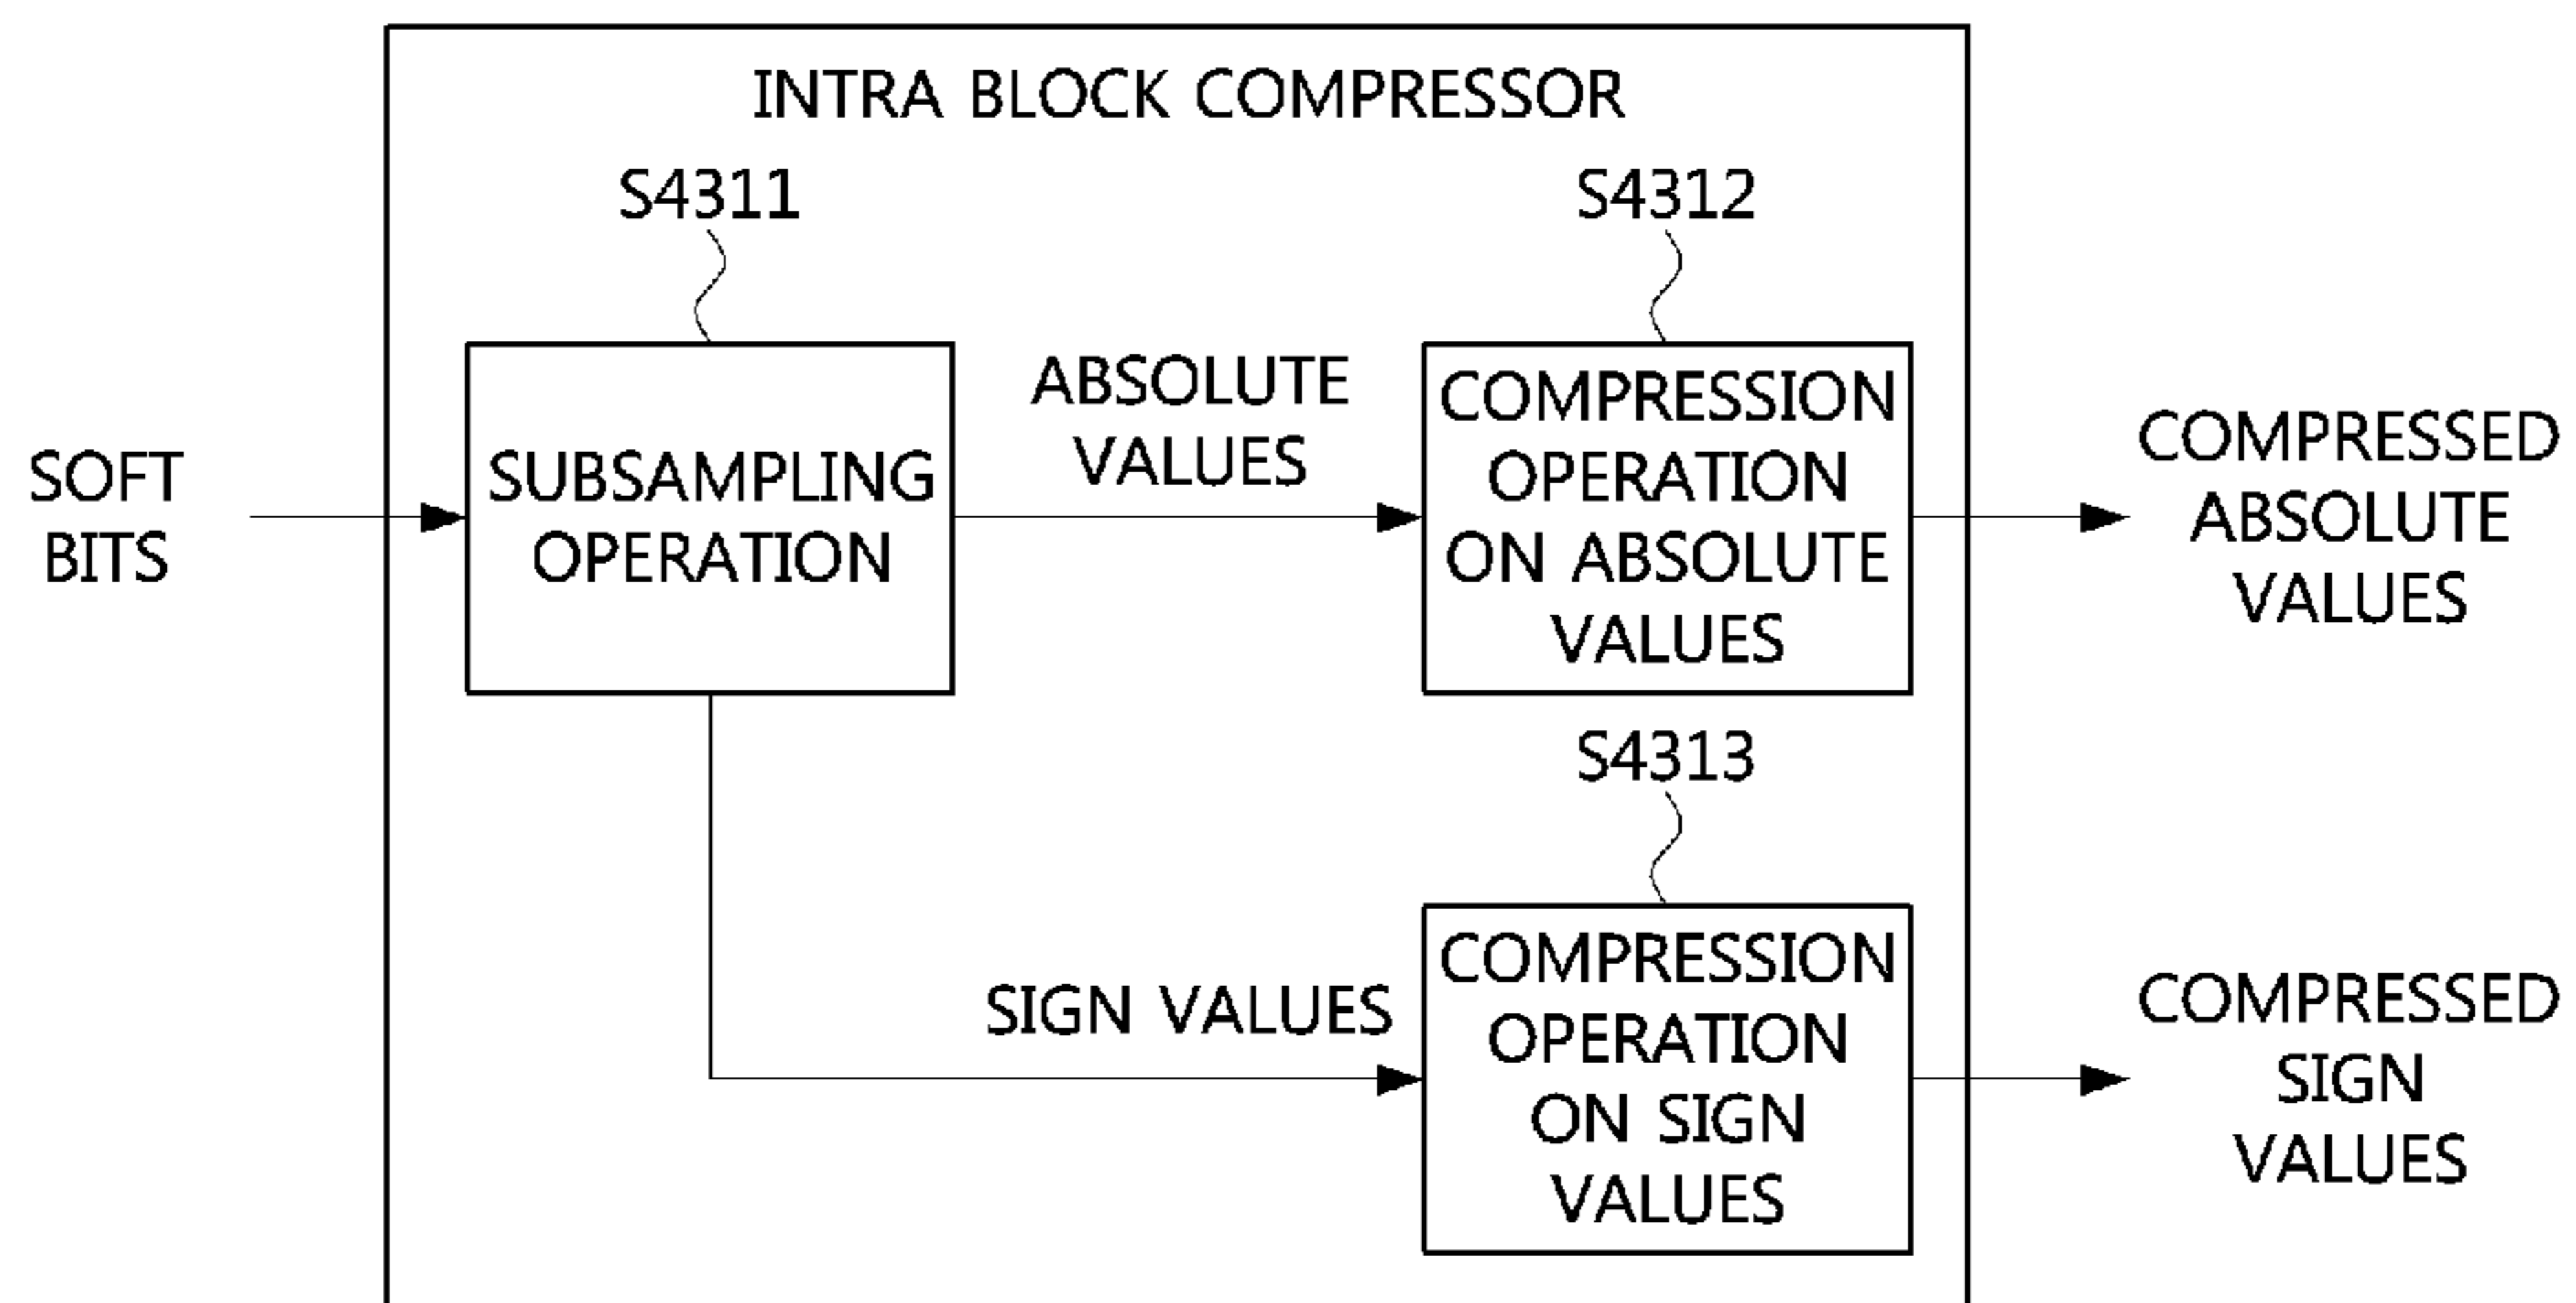 INTRA BLOCK COMPRESSOR
S4311
S4312
SOFT
BITS
SUBSAMPLING
OPERATION
ABSOLUTE
VALUES
COMPRESSION
OPERATION
ON ABSOLUTE
VALUES
COMPRESSED
ABSOLUTE
VALUES
S4313
SIGN VALUES
COMPRESSION
OPERATION
ON SIGN
VALUES
COMPRESSED
SIGN
VALUES